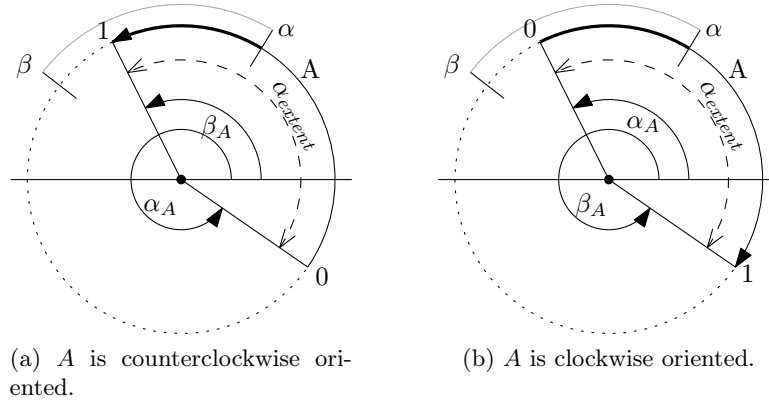 1
α
β
A
α_extent
β_A
α_A
0
(a) A is counterclockwise ori-
ented.
0
α
β
A
α_extent
α_A
β_A
1
(b) A is clockwise oriented.